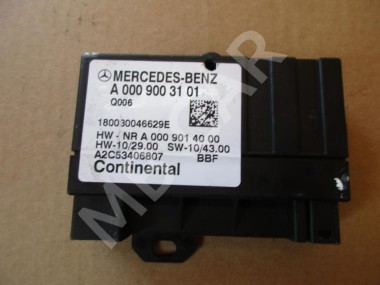 MERCEDES-BENZ
A 000 900 31 01
Q006
180030046629E
HW - NR A 000 901 40 00
HW-10/29.00 SW-10/43.00
A2C53406807 BBF
Continental